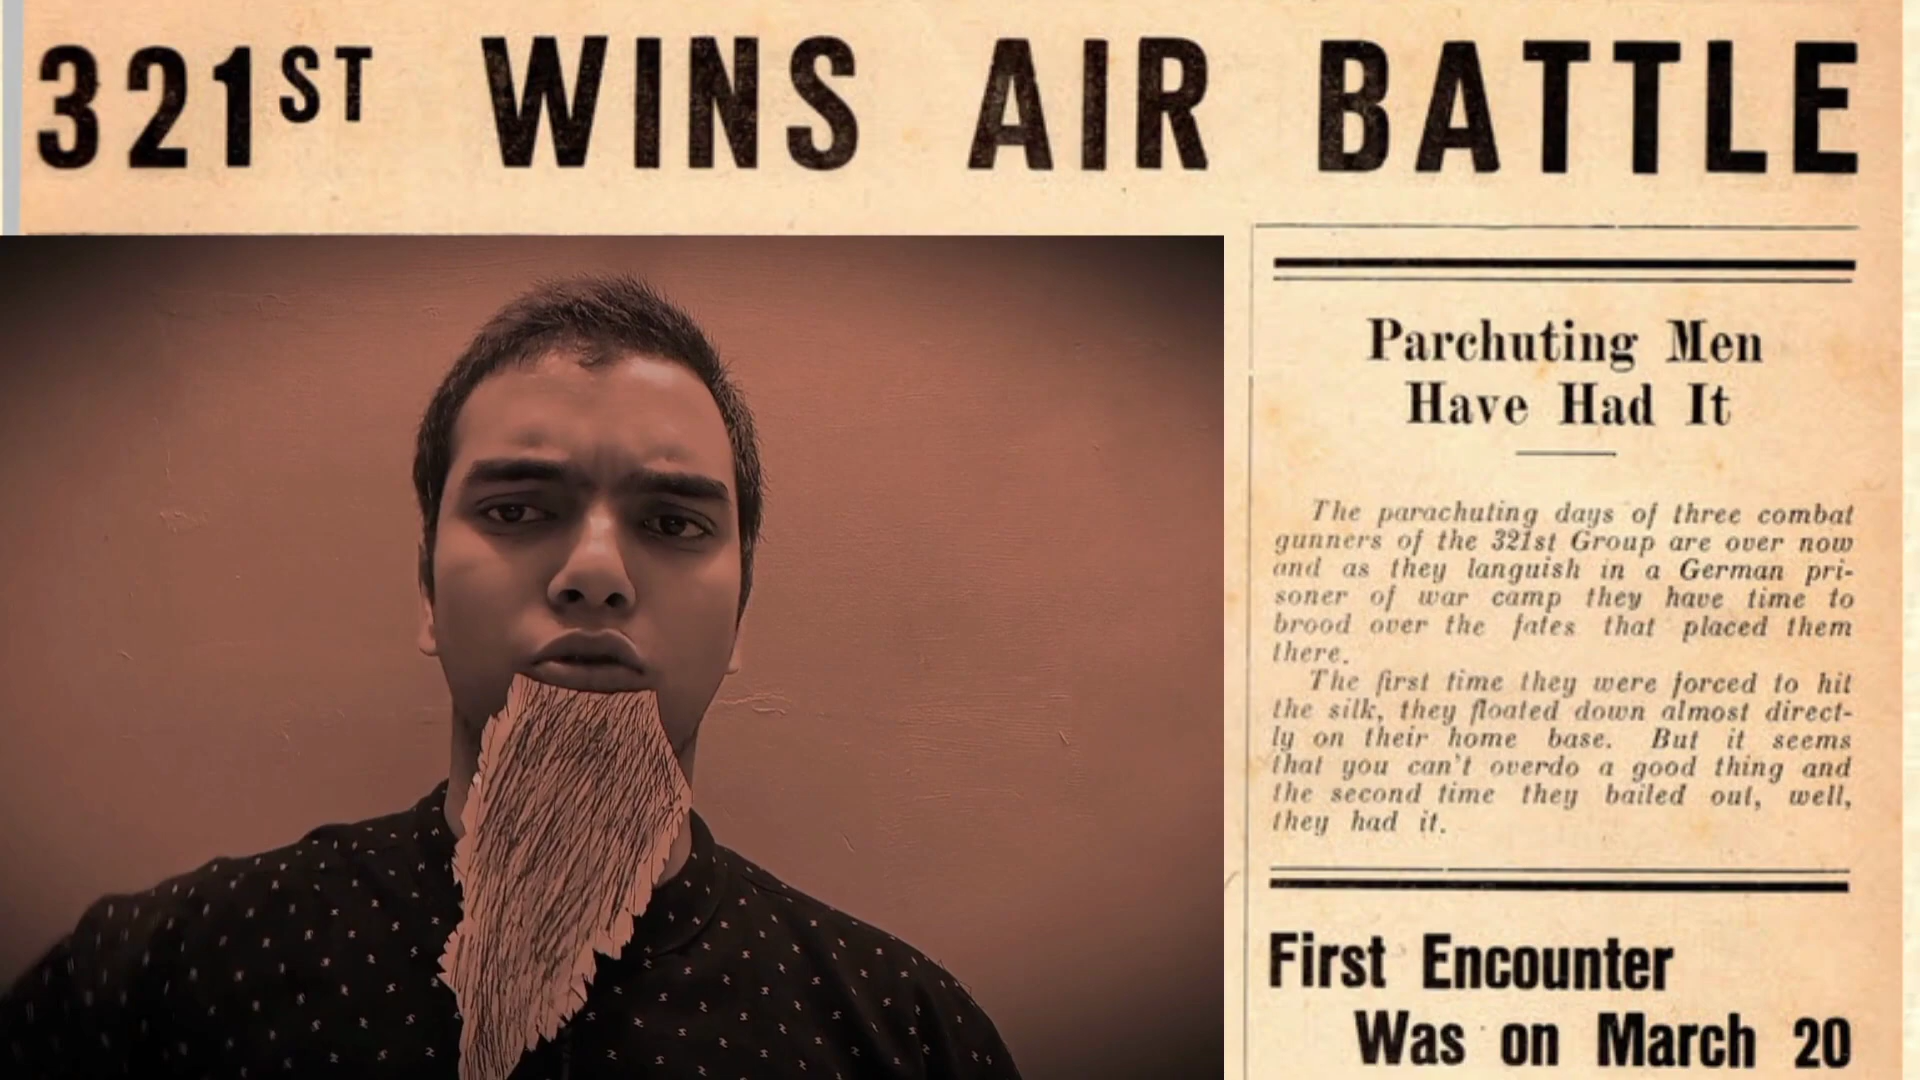 321ST WINS AIR BATTLE
Parchuting Men
Have Had It
The parachuting days of three combat
gunners of the 321st Group are over now
and as they languish in a German pri-
soner of war camp they have time to
brood over the fates that placed them
there.
The first time they were forced to hit
the silk, they floated down almost direct-
ly on their home base. But it seems
that you can't overdo a good thing and
the second time they bailed out, well,
they had it.
First Encounter
Was on March 20